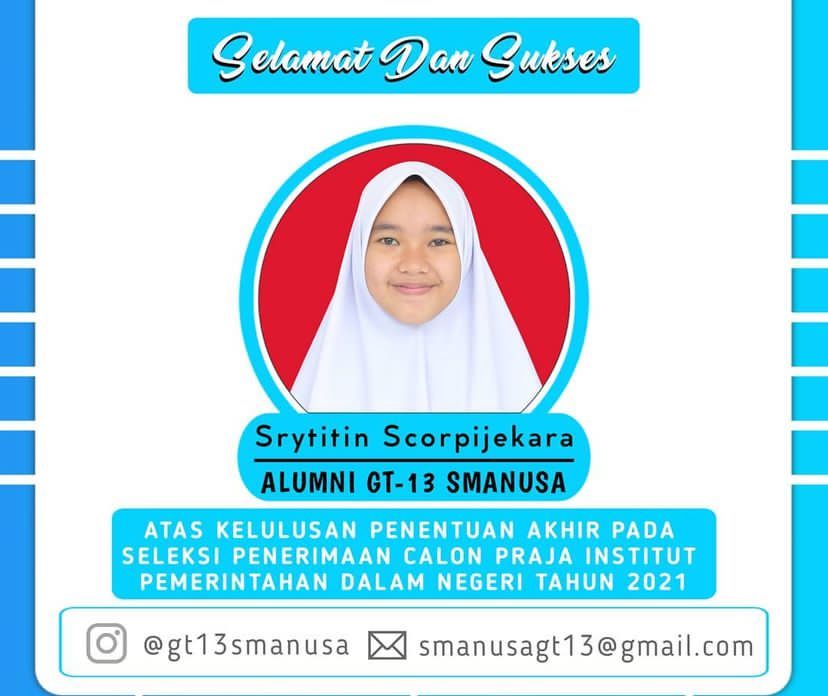 Selamat Dan Sukses
Srytitin Scorpijekara
ALUMNI GT-13 SMANUSA
ATAS KELULUSAN PENENTUAN AKHIR PADA
SELEKSI PENERIMAAN CALON PRAJA INSTITUT
PEMERINTAHAN DALAM NEGERI TAHUN 2021
@gt13smanusa smanusagt13@gmail.com